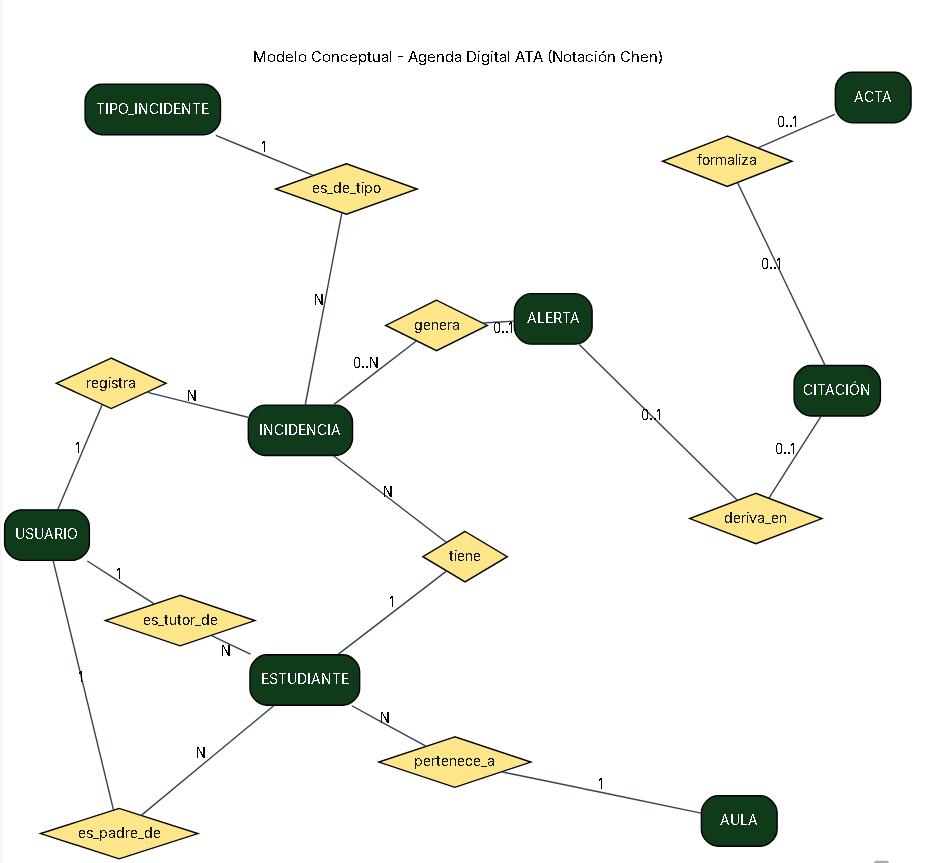 Modelo Conceptual - Agenda Digital ATA (Notación Chen)
TIPO_INCIDENTE
ACTA
0..1
1
formaliza
es_de_tipo
0..1
N
ALERTA
genera
0..1
0..N
registra
N
CITACIÓN
0..1
INCIDENCIA
1
0..1
N
deriva_en
USUARIO
tiene
1
1
es_tutor_de
N
ESTUDIANTE
1
N
N
pertenece_a
1
AULA
es_padre_de